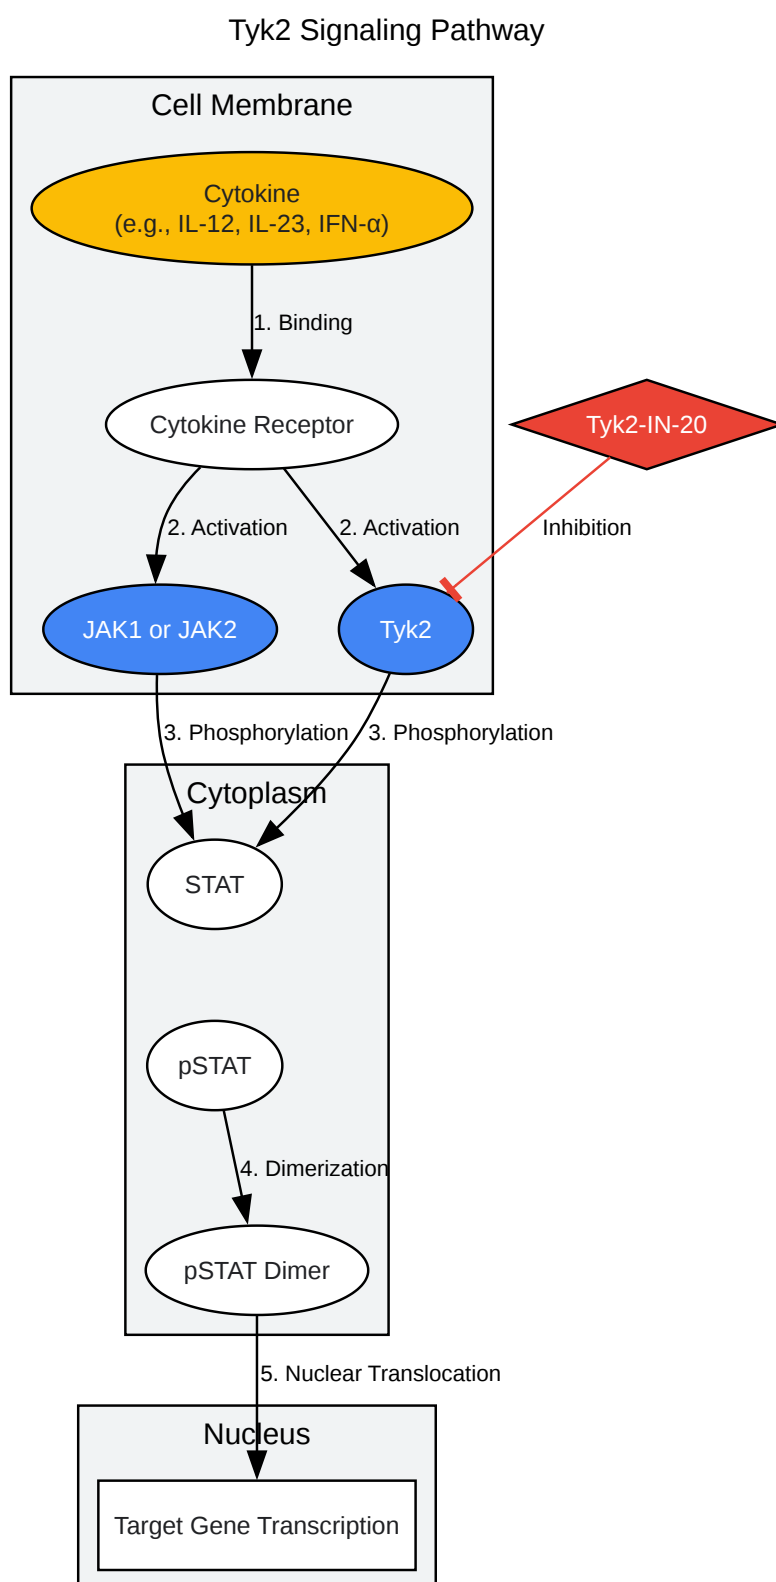 Tyk2 Signaling Pathway
Cell Membrane
Cytokine
(e.g., IL-12, IL-23, IFN-α)
1. Binding
Cytokine Receptor
Tyk2-IN-20
2. Activation
2. Activation
Inhibition
JAK1 or JAK2
Tyk2
3. Phosphorylation
3. Phosphorylation
Cytoplasm
STAT
pSTAT
4. Dimerization
pSTAT Dimer
5. Nuclear Translocation
Nucleus
Target Gene Transcription